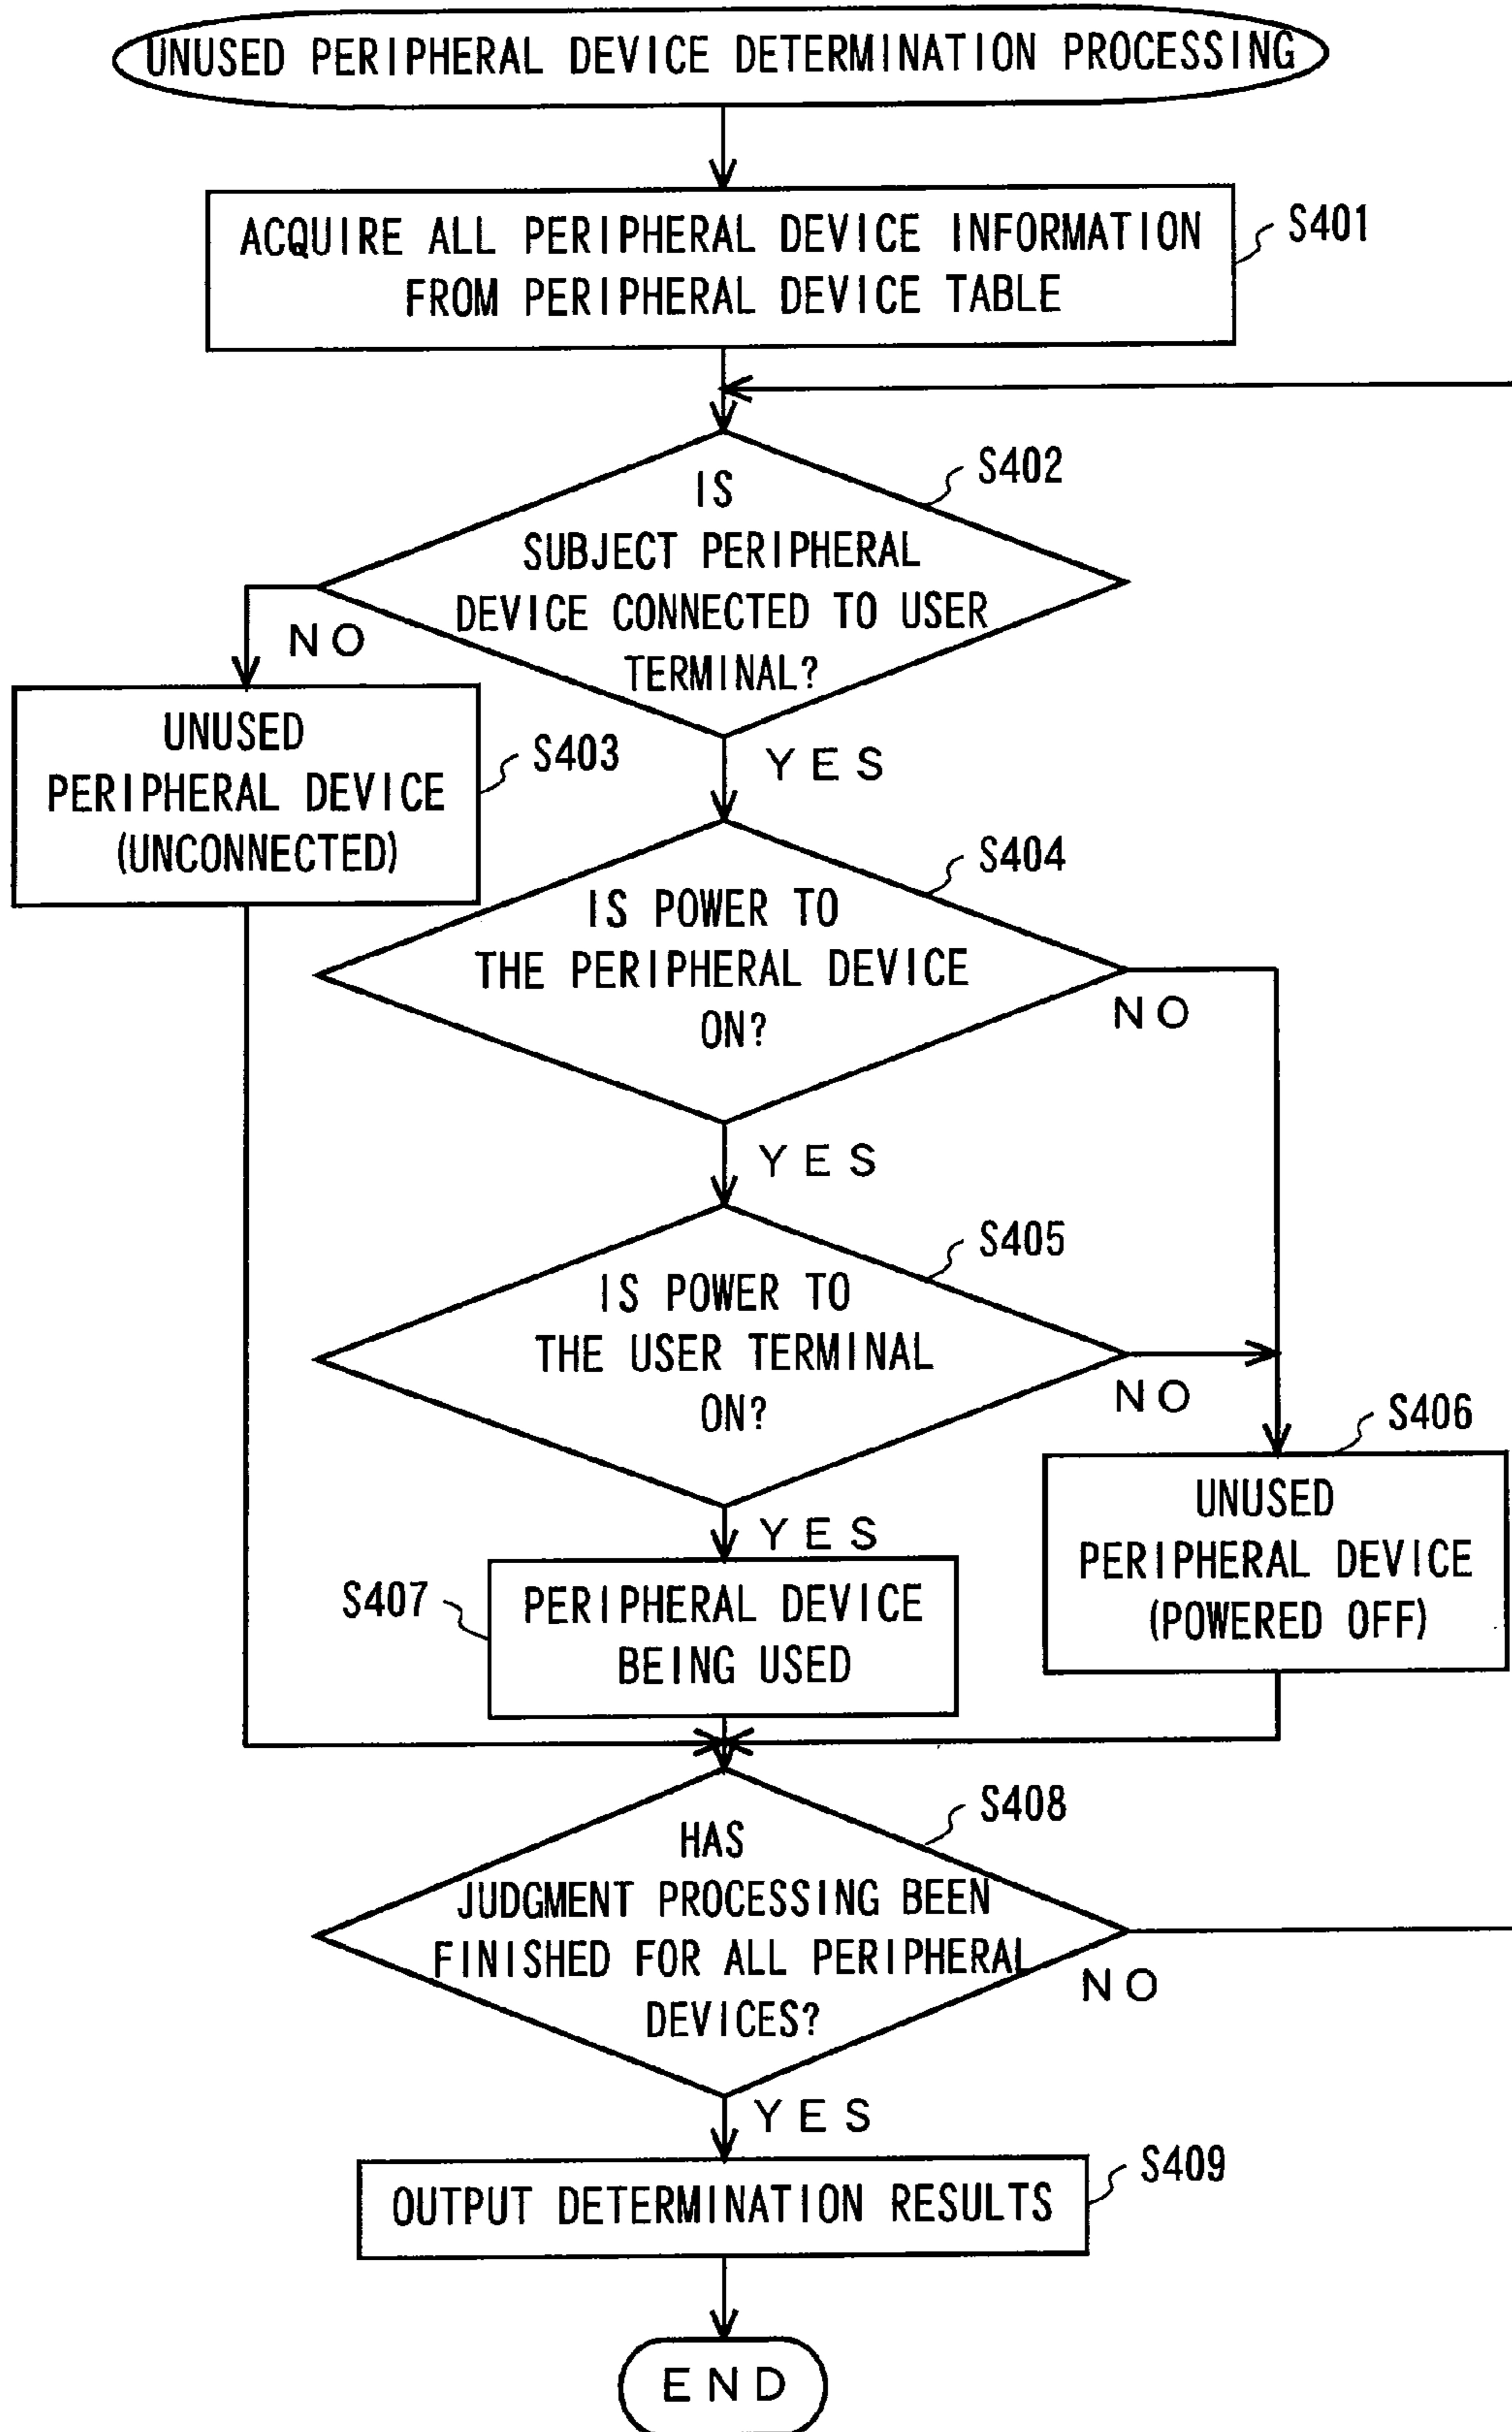 UNUSED PERIPHERAL DEVICE DETERMINATION PROCESSING
ACQUIRE ALL PERIPHERAL DEVICE INFORMATION
FROM PERIPHERAL DEVICE TABLE
S401
IS
SUBJECT PERIPHERAL
DEVICE CONNECTED TO USER
TERMINAL?
S402
NO
YES
UNUSED
PERIPHERAL DEVICE
(UNCONNECTED)
S403
IS POWER TO
THE PERIPHERAL DEVICE
ON?
S404
NO
YES
IS POWER TO
THE USER TERMINAL
ON?
S405
NO
YES
UNUSED
PERIPHERAL DEVICE
(POWERED OFF)
S406
S407
PERIPHERAL DEVICE
BEING USED
HAS
JUDGMENT PROCESSING BEEN
FINISHED FOR ALL PERIPHERAL
DEVICES?
S408
NO
YES
OUTPUT DETERMINATION RESULTS
S409
END